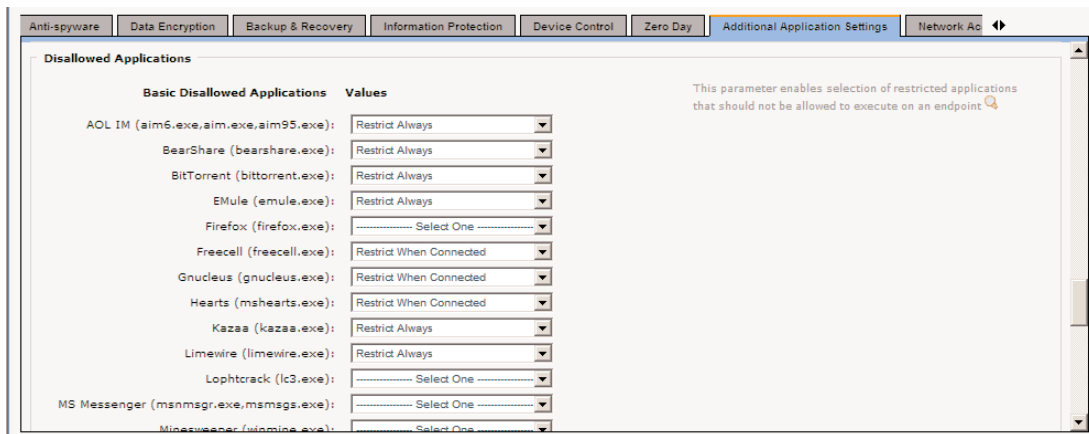 Anti-spyware Data Encryption Backup & Recovery Information Protection Device Control Zero Day Additional Application Settings Network Ac
Disallowed Applications
Basic Disallowed Applications Values
This parameter enables selection of restricted applications
that should not be allowed to execute on an endpoint
AOL IM (aim6.exe,aim.exe,aim95.exe): Restrict Always
BearShare (bearshare.exe): Restrict Always
BitTorrent (bittorrent.exe): Restrict Always
EMule (emule.exe): Restrict Always
Firefox (firefox.exe): ---------------- Select One ----------------
Freecell (freecell.exe): Restrict When Connected
Gnucleus (gnucleus.exe): Restrict When Connected
Hearts (mshearts.exe): Restrict When Connected
Kazaa (kazaa.exe): Restrict Always
Limewire (limewire.exe): Restrict Always
Lophtcrack (lc3.exe): ---------------- Select One ----------------
MS Messenger (msnmsgr.exe,msmsgs.exe): ---------------- Select One ----------------
Minesweeper (winmine.exe): ---------------- Select One ----------------